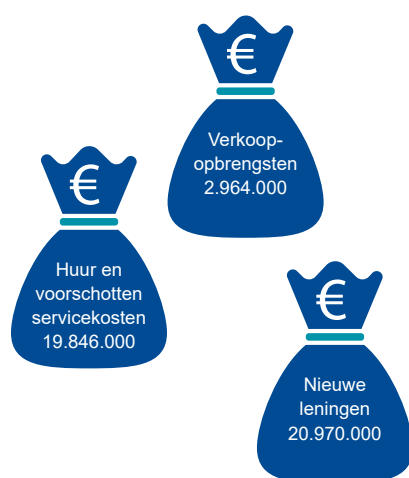 €
Verkoop-
opbrengsten
2.964.000
€
Huur en
voorschotten
servicekosten
19.846.000
€
Nieuwe
leningen
20.970.000